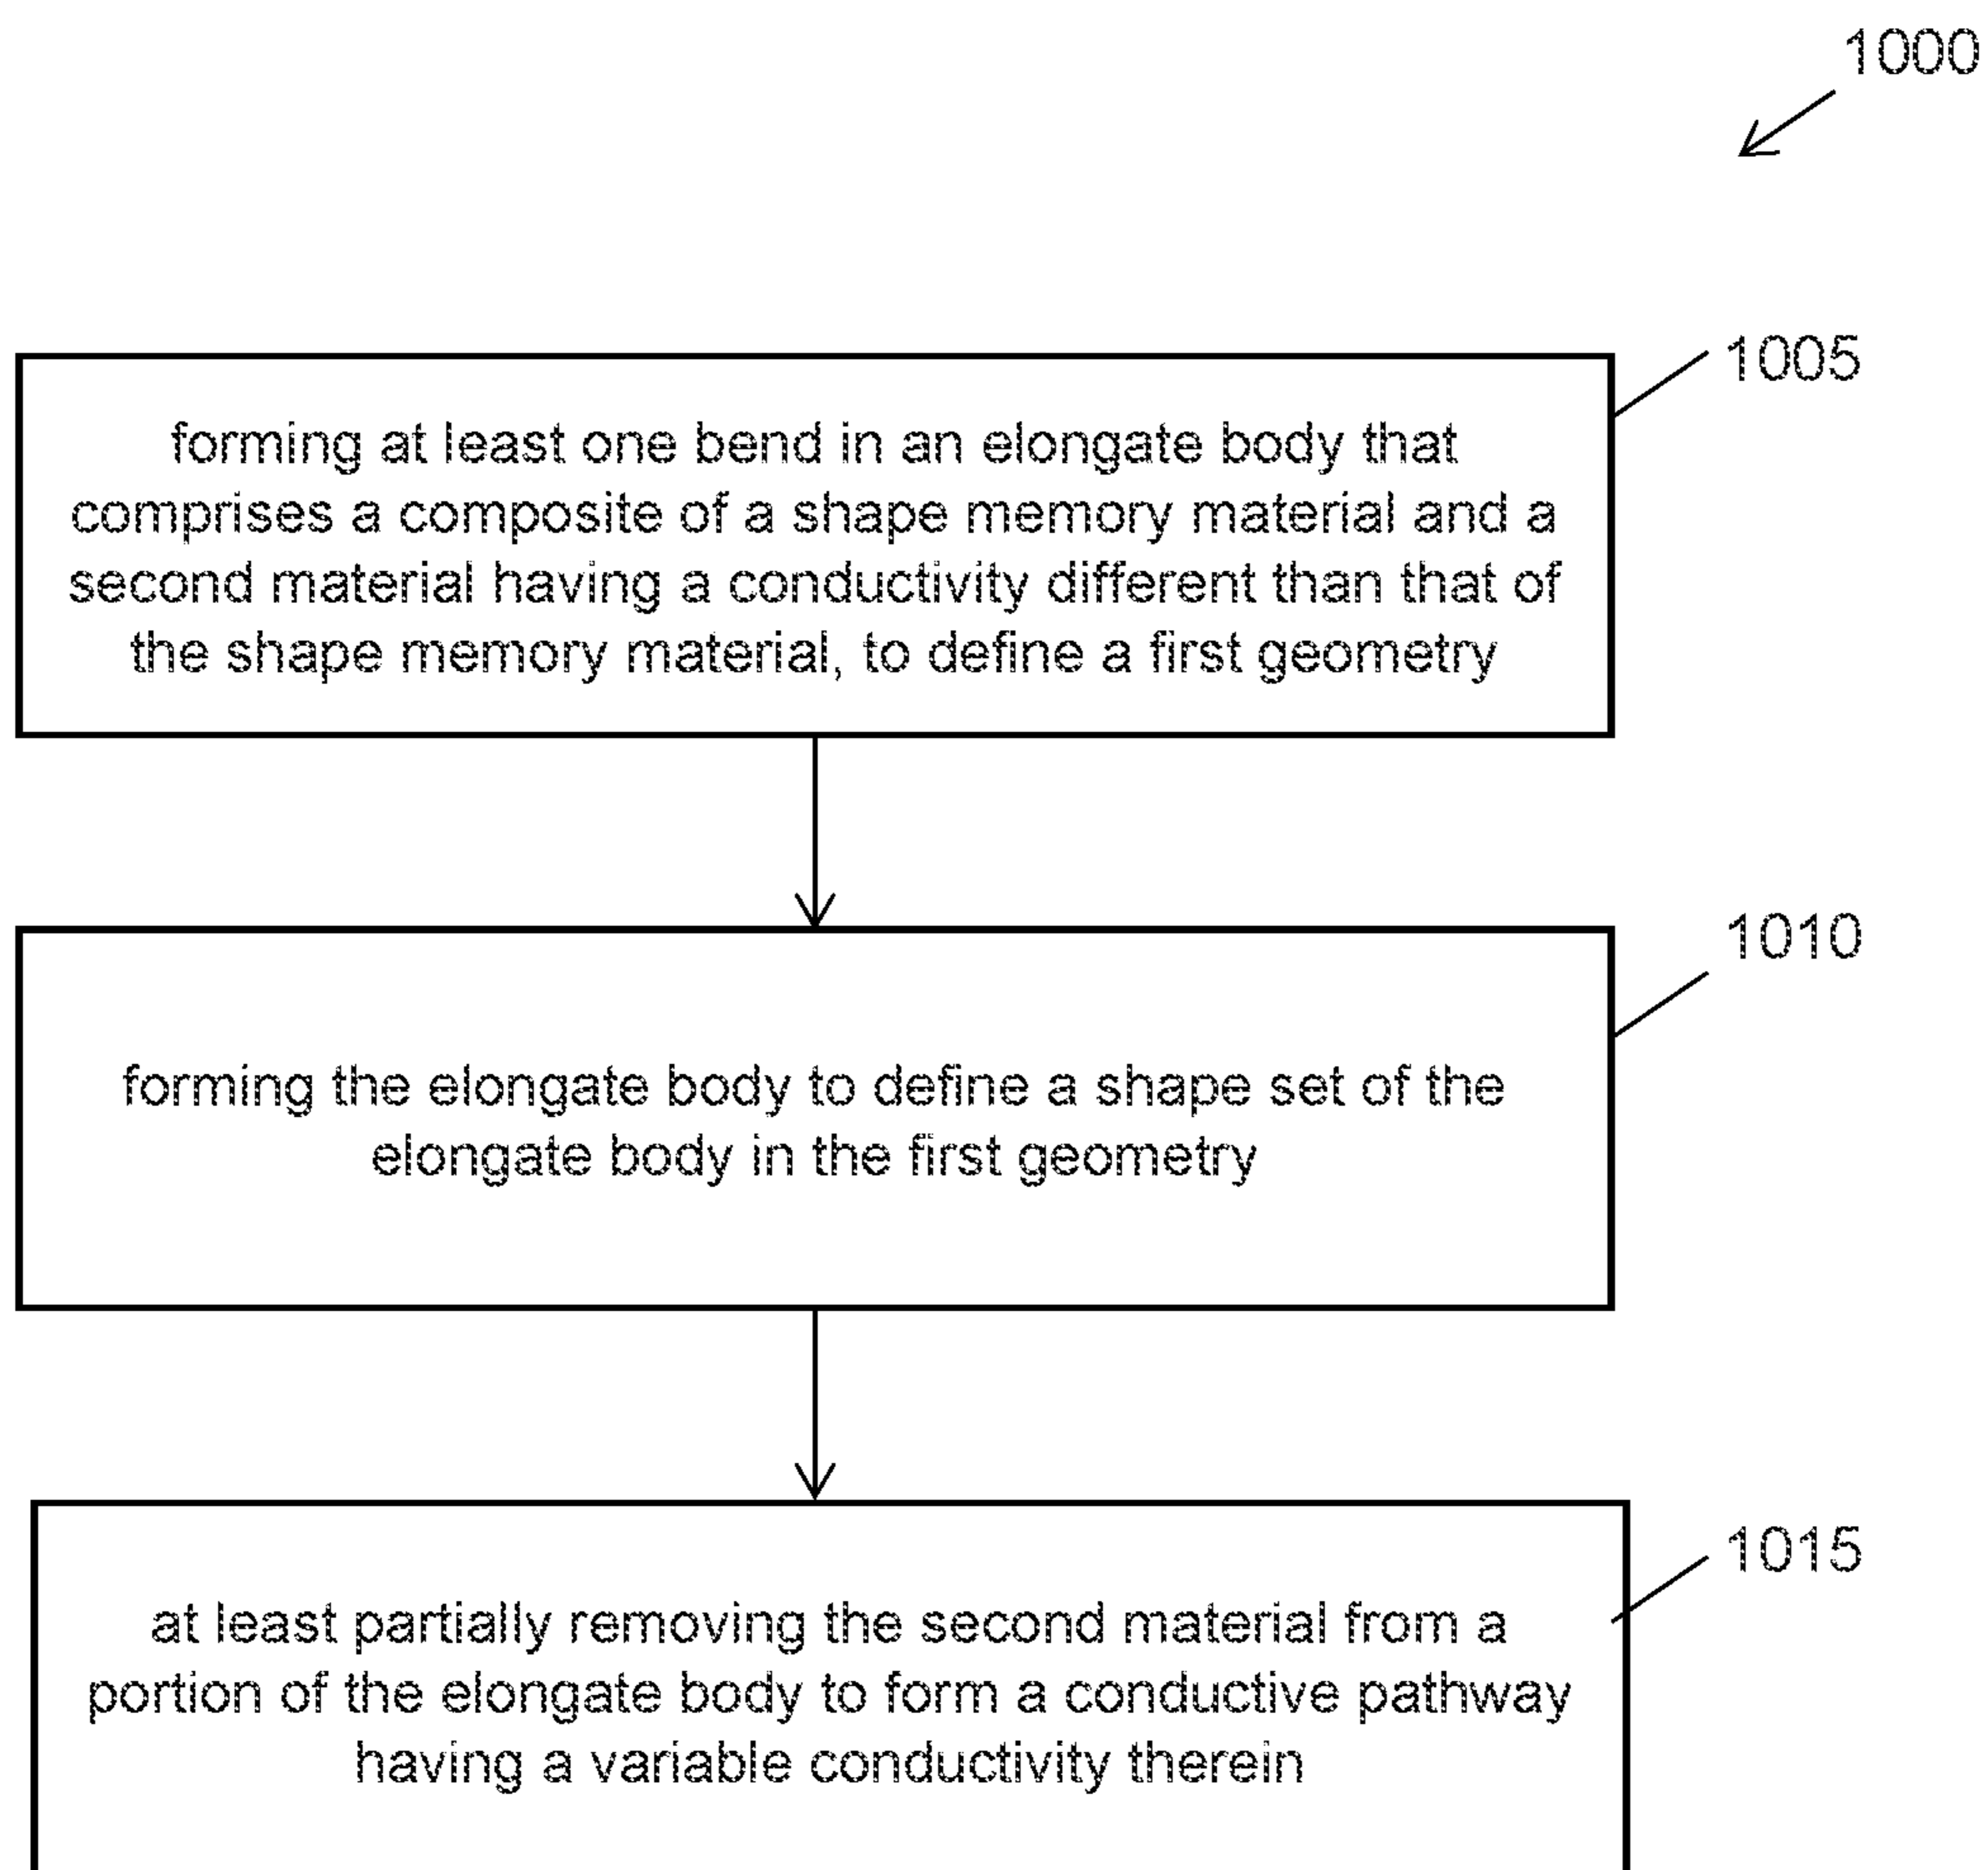 1000
1005
forming at least one bend in an elongate body that
comprises a composite of a shape memory material and a
second material having a conductivity different than that of
the shape memory material, to define a first geometry
1010
forming the elongate body to define a shape set of the
elongate body in the first geometry
1015
at least partially removing the second material from a
portion of the elongate body to form a conductive pathway
having a variable conductivity therein